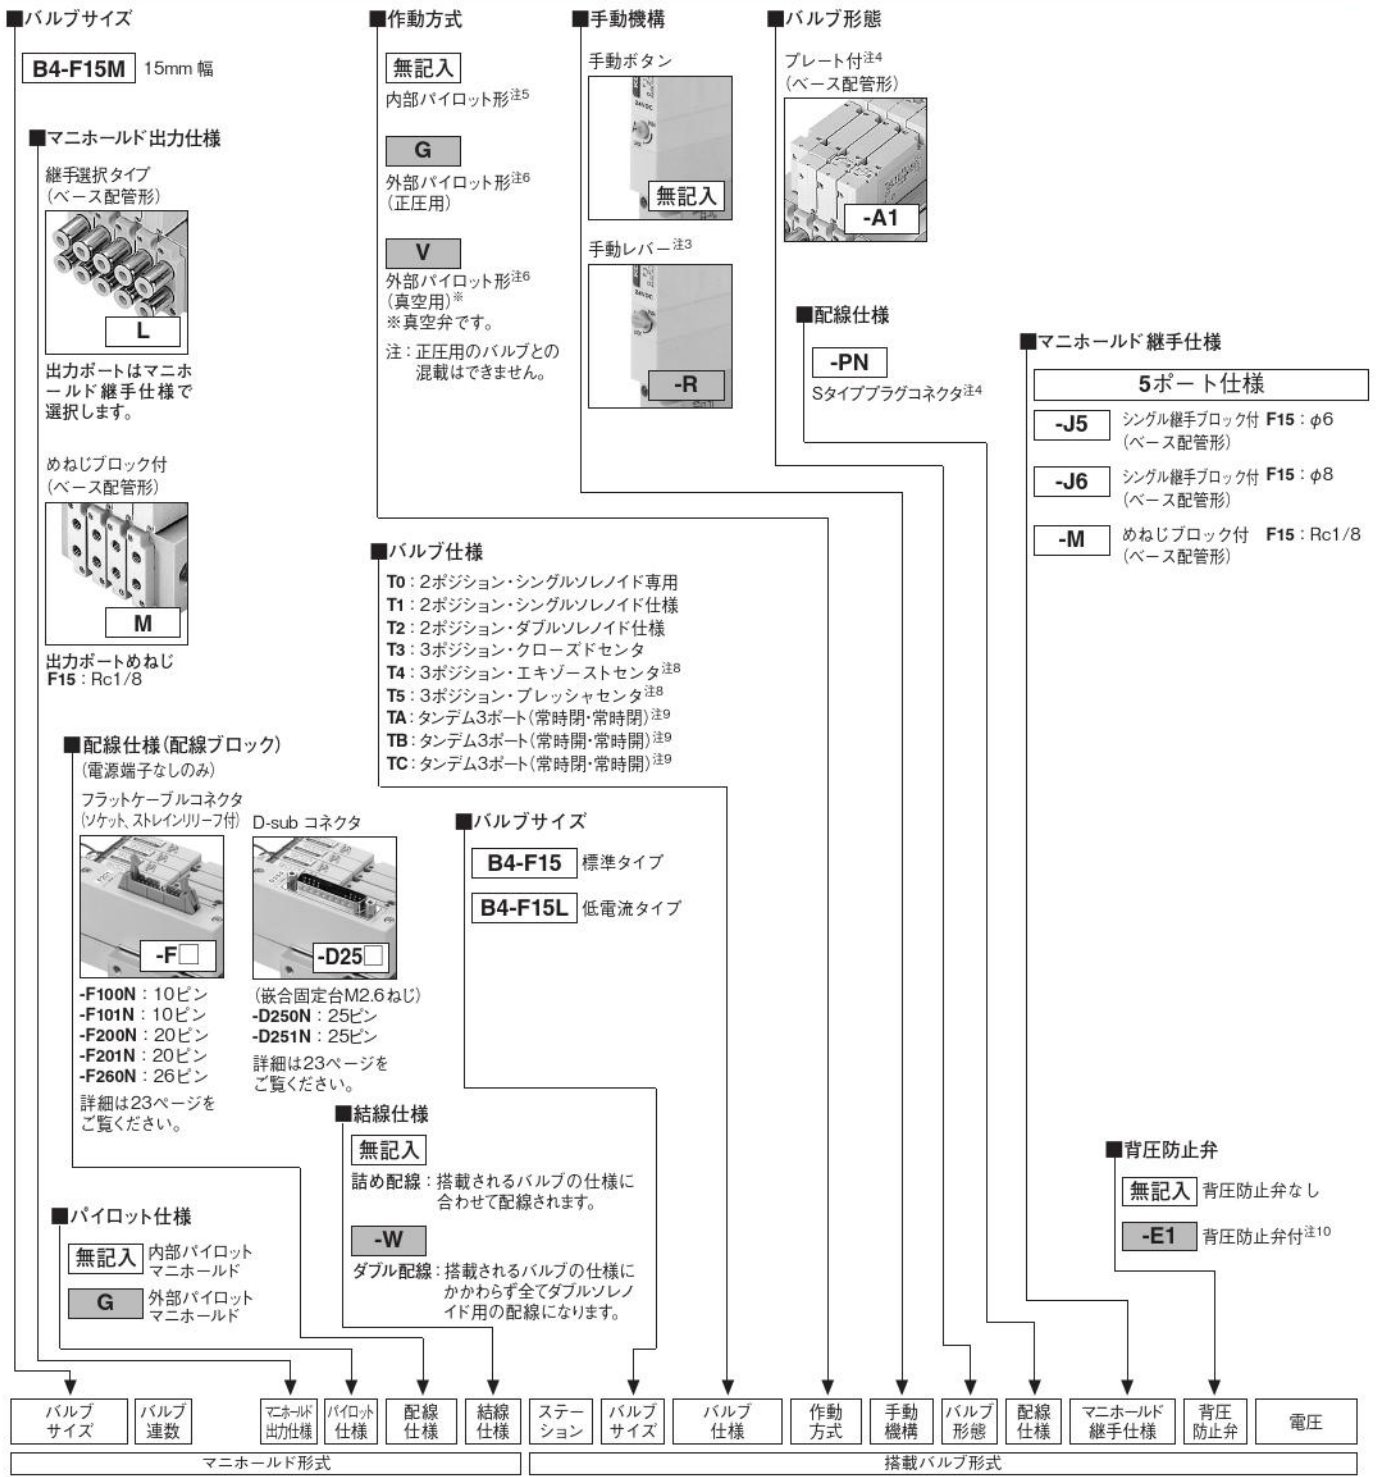 ■バルブサイズ
B4-F15M 15mm 幅
■マニホールド出力仕様
継手選択タイプ
(ベース配管形)
L
出力ポートはマニホ
ールド継手仕様で
選択します。
めねじブロック付
(ベース配管形)
M
出力ポートめねじ
F15：Rc1/8
■配線仕様(配線ブロック)
(電源端子なしのみ)
フラットケーブルコネクタ
(ソケット、ストレインリリーフ付)
-F□
-F100N：10ピン
-F101N：10ピン
-F200N：20ピン
-F201N：20ピン
-F260N：26ピン
詳細は23ページを
ご覧ください。
D-sub コネクタ
-D25□
(嵌合固定台M2.6ねじ)
-D250N：25ピン
-D251N：25ピン
詳細は23ページを
ご覧ください。
■パイロット仕様
無記入 内部パイロット
マニホールド
G 外部パイロット
マニホールド
■結線仕様
無記入
詰め配線：搭載されるバルブの仕様に
合わせて配線されます。
-W
ダブル配線：搭載されるバルブの仕様に
かかわらず全てダブルソレノ
イド用の配線になります。
■作動方式
無記入
内部パイロット形注5
G
外部パイロット形注6
(正圧用)
V
外部パイロット形注6
(真空用)※
※真空弁です。
注：正圧用のバルブとの
混載はできません。
■手動機構
手動ボタン
無記入
手動レバー注3
-R
■バルブ形態
プレート付注4
(ベース配管形)
-A1
■配線仕様
-PN
Sタイププラグコネクタ注4
■マニホールド継手仕様
5ポート仕様
-J5 シングル継手ブロック付 F15：φ6
(ベース配管形)
-J6 シングル継手ブロック付 F15：φ8
(ベース配管形)
-M めねじブロック付 F15：Rc1/8
(ベース配管形)
■バルブ仕様
T0：2ポジション・シングルソレノイド専用
T1：2ポジション・シングルソレノイド仕様
T2：2ポジション・ダブルソレノイド仕様
T3：3ポジション・クローズドセンタ
T4：3ポジション・エキゾーストセンタ注8
T5：3ポジション・プレッシャセンタ注8
TA：タンデム3ポート(常時閉・常時閉)注9
TB：タンデム3ポート(常時開・常時開)注9
TC：タンデム3ポート(常時閉・常時開)注9
■バルブサイズ
B4-F15 標準タイプ
B4-F15L 低電流タイプ
■背圧防止弁
無記入 背圧防止弁なし
-E1 背圧防止弁付注10
バルブ
サイズ
バルブ
連数
マニホールド
出力仕様
パイロット
仕様
配線
仕様
結線
仕様
ステー
ション
バルブ
サイズ
バルブ
仕様
作動
方式
手動
機構
バルブ
形態
配線
仕様
マニホールド
継手仕様
背圧
防止弁
電圧
マニホールド形式
搭載バルブ形式